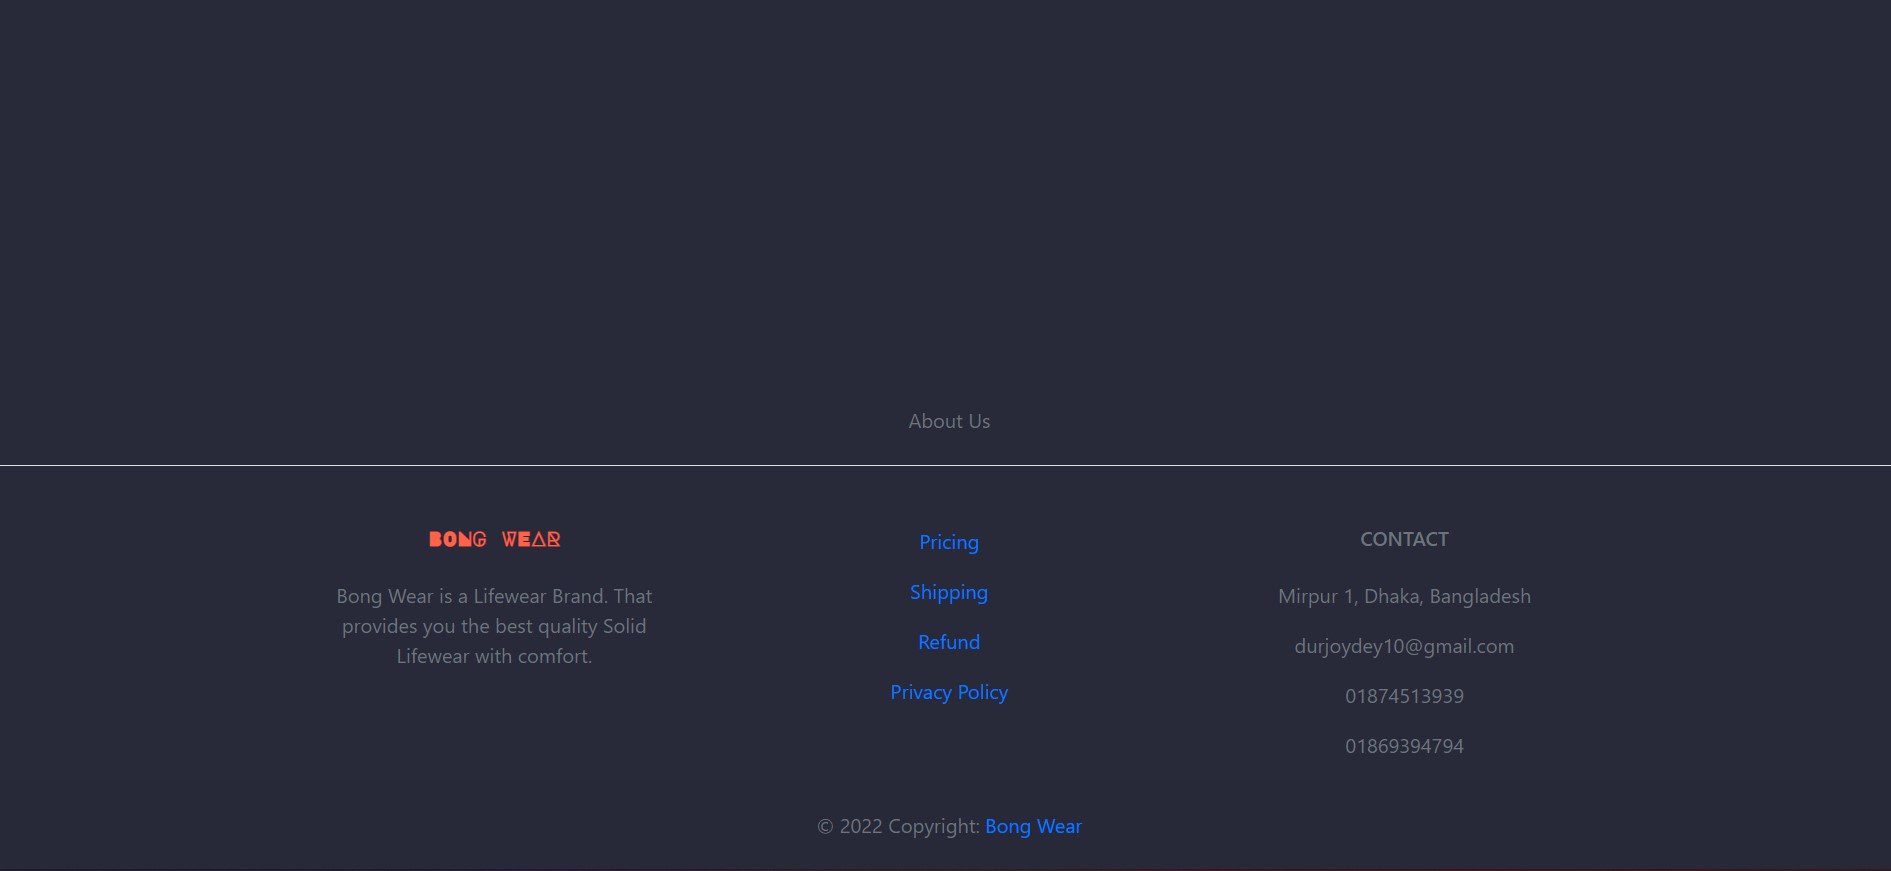 About Us
BONG WEAR
Bong Wear is a Lifewear Brand. That
provides you the best quality Solid
Lifewear with comfort.
Pricing
Shipping
Refund
Privacy Policy
CONTACT
Mirpur 1, Dhaka, Bangladesh
durjoydey10@gmail.com
01874513939
01869394794
© 2022 Copyright: Bong Wear